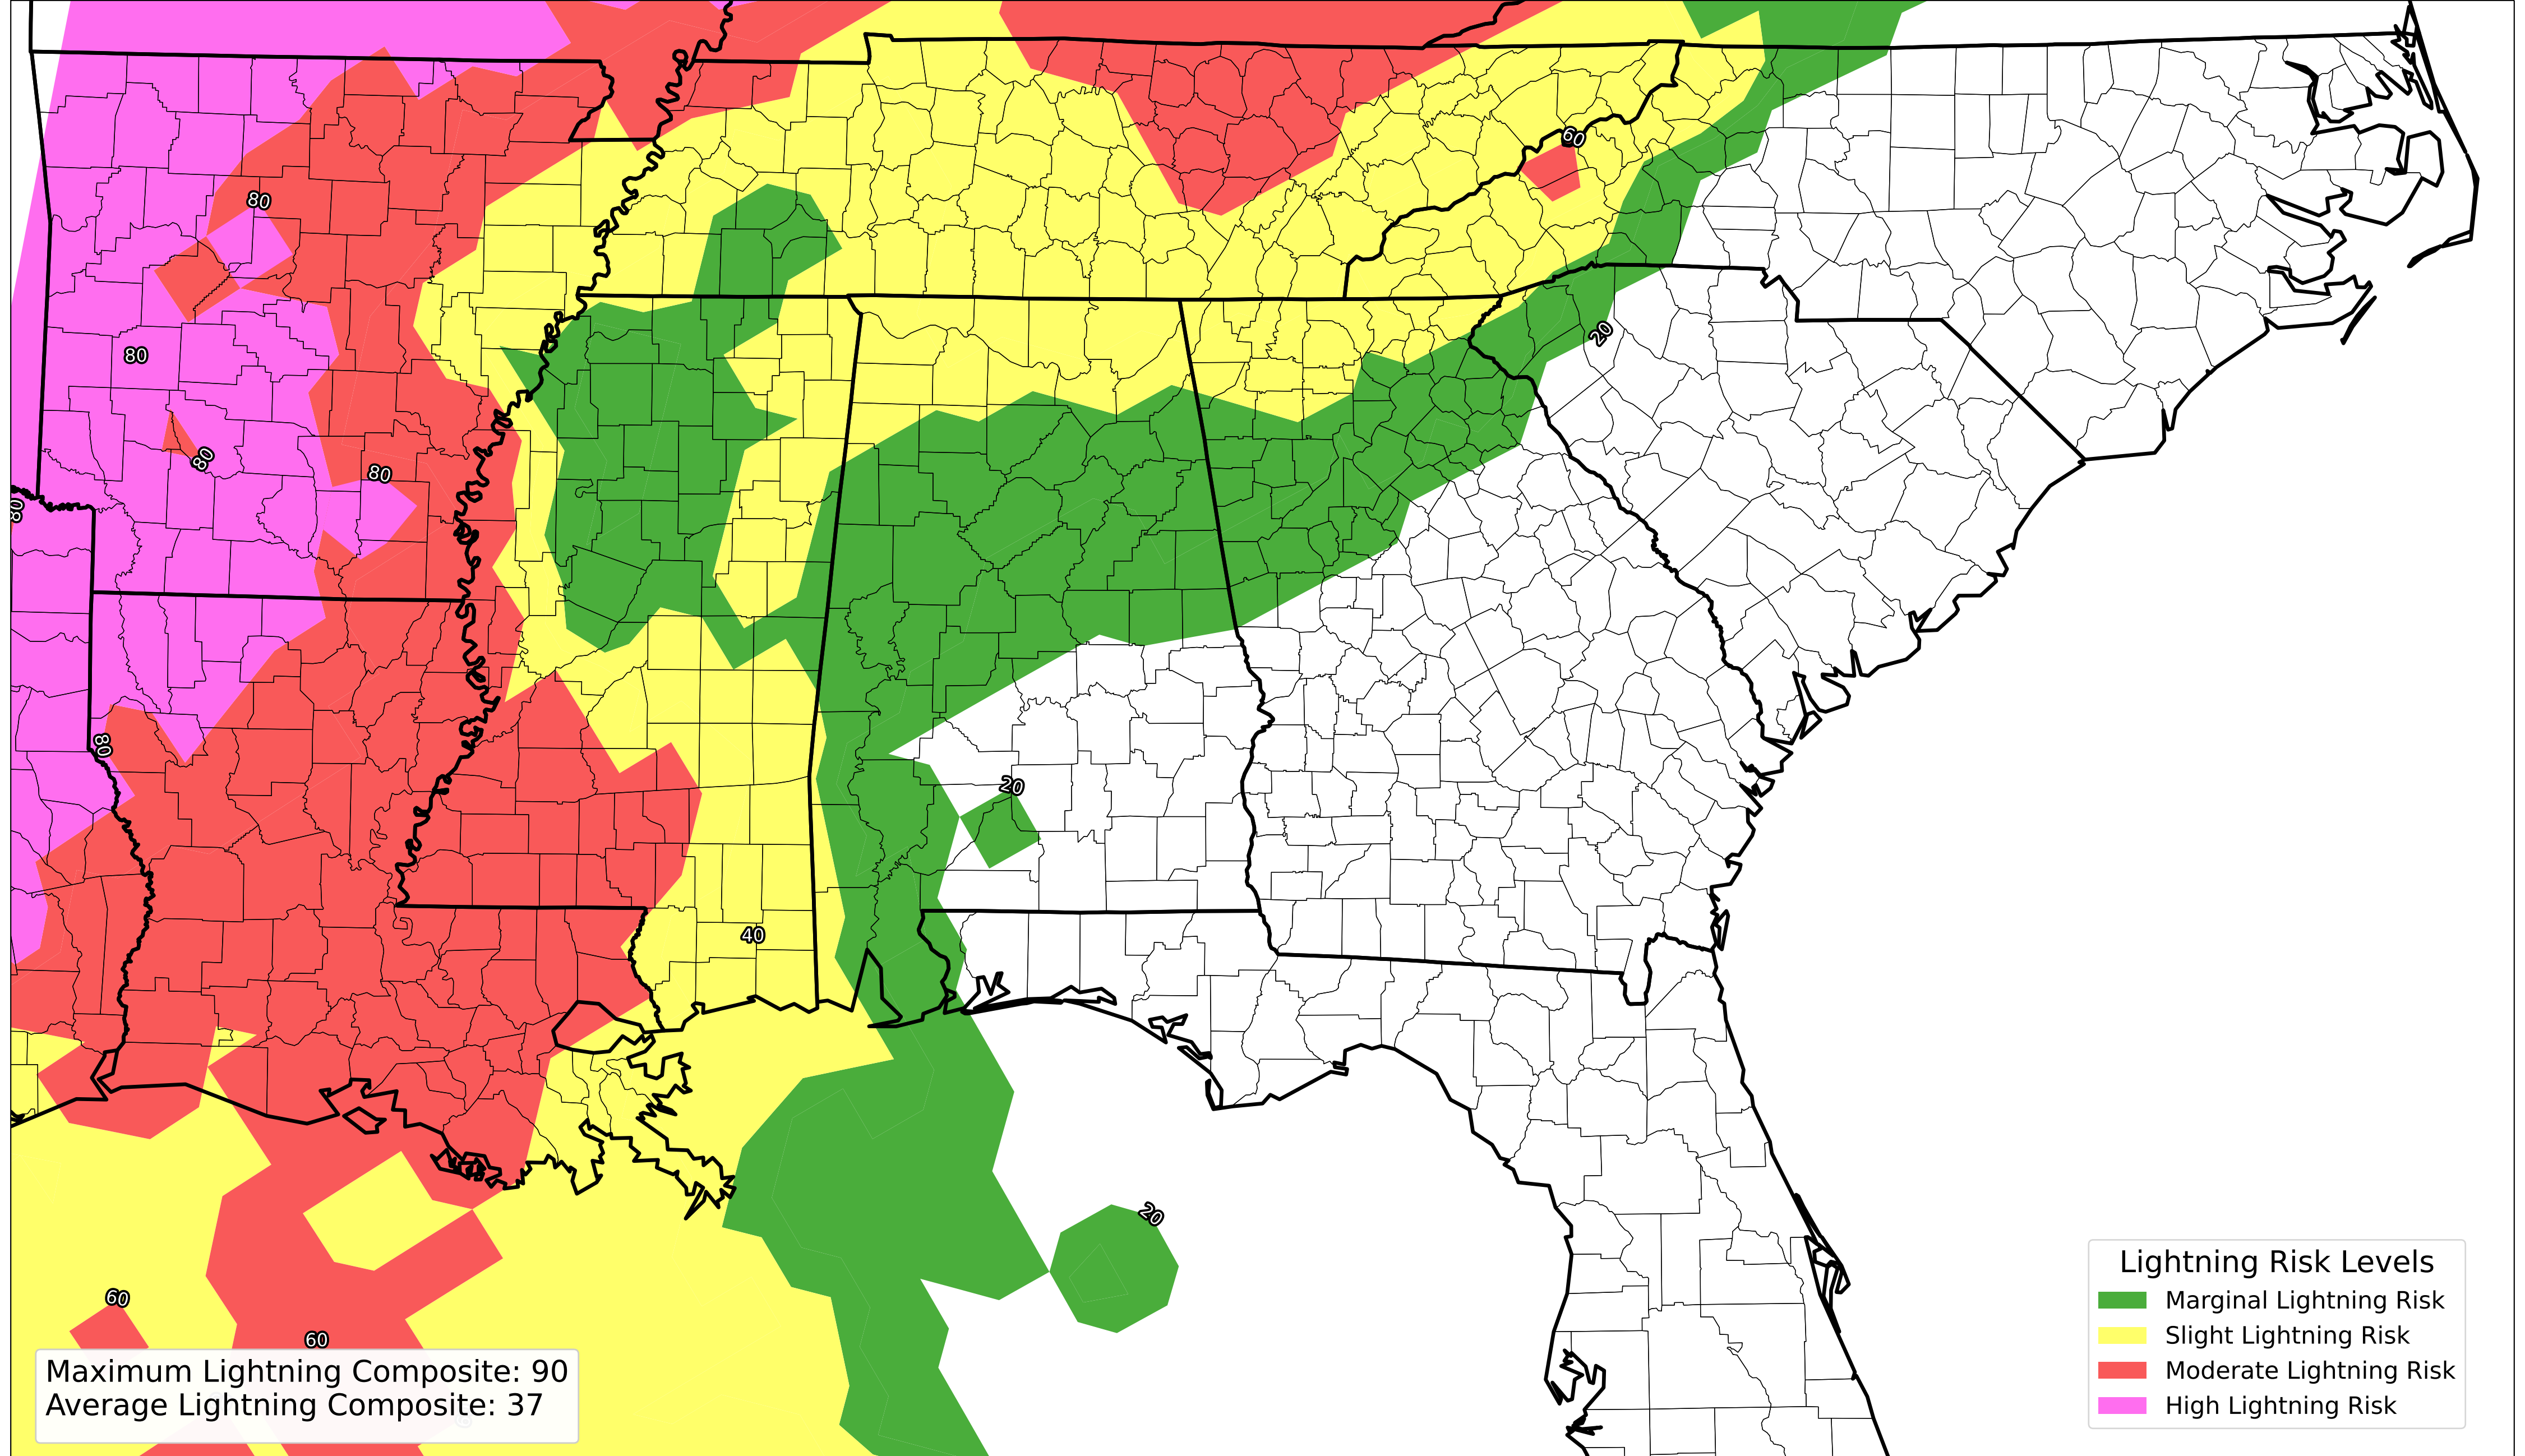 60
80
20
80
80
80
80
80
20
40
20
60
60
Maximum Lightning Composite: 90
Average Lightning Composite: 37
Lightning Risk Levels
Marginal Lightning Risk
Slight Lightning Risk
Moderate Lightning Risk
High Lightning Risk